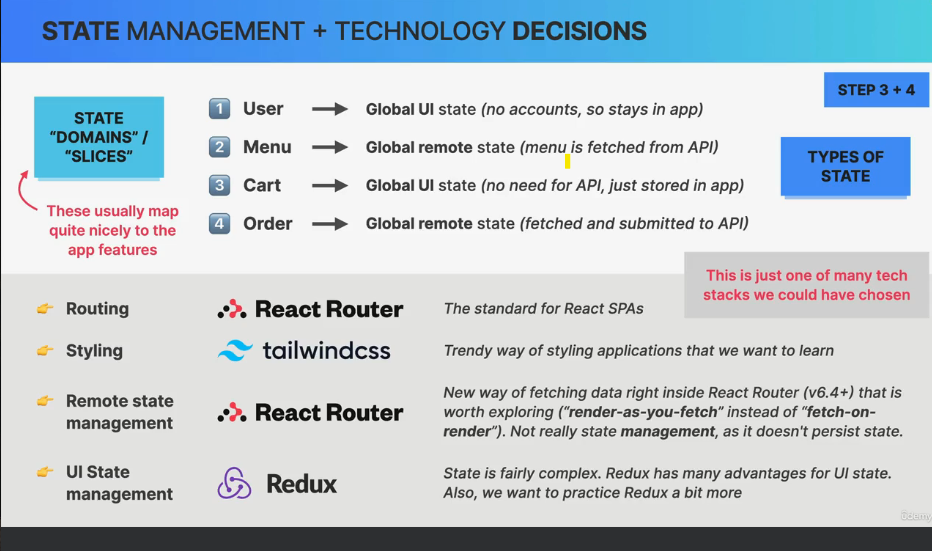 STATE MANAGEMENT + TECHNOLOGY DECISIONS
STEP 3 + 4
STATE
“DOMAINS” /
“SLICES”
These usually map
quite nicely to the
app features
1 User Global UI state (no accounts, so stays in app)
2 Menu Global remote state (menu is fetched from API)
3 Cart Global UI state (no need for API, just stored in app)
4 Order Global remote state (fetched and submitted to API)
TYPES OF
STATE
This is just one of many tech
stacks we could have chosen
Routing React Router The standard for React SPAs
Styling tailwindcss Trendy way of styling applications that we want to learn
Remote state
management
React Router
New way of fetching data right inside React Router (v6.4+) that is
worth exploring (“render-as-you-fetch” instead of “fetch-on-
render”). Not really state management, as it doesn't persist state.
UI State
management
Redux
State is fairly complex. Redux has many advantages for UI state.
Also, we want to practice Redux a bit more
udemy